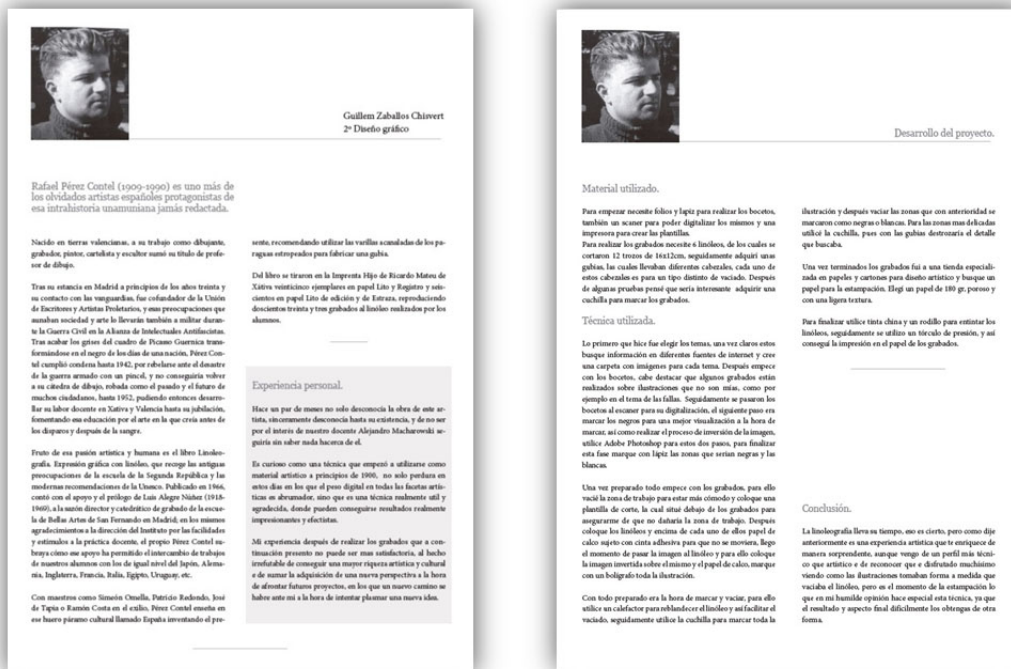 Guillem Zaballos Chisvert
2º Diseño gráfico
Rafael Pérez Contel (1909-1990) es uno más de
los olvidados artistas españoles protagonistas de
esa intrahistoria unamuniana jamás redactada.
Nacido en tierras valencianas, a su trabajo como dibujante,
grabador, pintor, cartelista y escultor sumó su título de profe-
sor de dibujo.
Tras su estancia en Madrid a principios de los años treinta y
su contacto con las vanguardias, fue cofundador de la Unión
de Escritores y Artistas Proletarios, y esas preocupaciones que
aunaban sociedad y arte lo llevarán también a militar duran-
te la Guerra Civil en la Alianza de Intelectuales Antifascistas.
Tras acabar los grises del cuadro de Picasso Guernica trans-
formándose en el negro de los días de una nación, Pérez Con-
tel cumplió condena hasta 1942, por rebelarse ante el desastre
de la guerra armado con un pincel, y no conseguiría volver
a su cátedra de dibujo, robada como el pasado y el futuro de
muchos ciudadanos, hasta 1952, pudiendo entonces desarro-
llar su labor docente en Xativa y Valencia hasta su jubilación,
fomentando esa educación por el arte en la que creía antes de
los disparos y después de la sangre.
Fruto de esa pasión artística y humana es el libro Linoleo-
grafía. Expresión gráfica con linóleo, que recoge las antiguas
preocupaciones de la escuela de la Segunda República y las
modernas recomendaciones de la Unesco. Publicado en 1966,
contó con el apoyo y el prólogo de Luis Alegre Núñez (1918-
1969), a la sazón director y catedrático de grabado de la escue-
la de Bellas Artes de San Fernando en Madrid; en los mismos
agradecimientos a la dirección del Instituto por las facilidades
y estímulos a la práctica docente, el propio Pérez Contel su-
braya cómo ese apoyo ha permitido el intercambio de trabajos
de nuestros alumnos con los de igual nivel del Japón, Alema-
nia, Inglaterra, Francia, Italia, Egipto, Uruguay, etc.
Con maestros como Simeón Omella, Patricio Redondo, José
de Tapia o Ramón Costa en el exilio, Pérez Contel enseña en
ese huero páramo cultural llamado España inventando el pre-
sente, recomendando utilizar las varillas acanaladas de los pa-
raguas estropeados para fabricar una gubia.
Del libro se tiraron en la Imprenta Hijo de Ricardo Mateu de
Xàtiva veinticinco ejemplares en papel Lito y Registro y seis-
cientos en papel Lito de edición y de Estraza, reproduciendo
doscientos treinta y tres grabados al linóleo realizados por los
alumnos.
Experiencia personal.
Hace un par de meses no solo desconocía la obra de este ar-
tista, sinceramente desconocía hasta su existencia, y de no ser
por el interés de nuestro docente Alejandro Macharowski se-
guiría sin saber nada hacerca de el.
Es curioso como una técnica que empezó a utilizarse como
material artístico a principios de 1900, no solo perdura en
estos días en los que el peso digital en todas las facetas artís-
ticas es abrumador, sino que es una técnica realmente util y
agradecida, donde pueden conseguirse resultados realmente
impresionantes y efectistas.
Mi experiencia después de realizar los grabados que a con-
tinuación presento no puede ser mas satisfactoria, al hecho
irrefutable de conseguir una mayor riqueza artística y cultural
e de sumar la adquisición de una nueva perspectiva a la hora
de afrontar futuros proyectos, en los que un nuevo camino se
habre ante mi a la hora de intentar plasmar una nueva idea.
Desarrollo del proyecto.
Material utilizado.
Para empezar necesite folios y lapiz para realizar los bocetos,
también un scaner para poder digitalizar los mismos y una
impresora para crear las plantillas.
Para realizar los grabados necesite 6 linóleos, de los cuales se
cortaron 12 trozos de 16x12cm, seguidamente adquirí unas
gubias, las cuales llevaban diferentes cabezales, cada uno de
estos cabezales es para un tipo distinto de vaciado. Después
de algunas pruebas pensé que sería interesante adquirir una
cuchilla para marcar los grabados.
Técnica utilizada.
Lo primero que hice fue elegir los temas, una vez claros estos
busque información en diferentes fuentes de internet y cree
una carpeta con imágenes para cada tema. Después empece
con los bocetos, cabe destacar que algunos grabados están
realizados sobre ilustraciones que no son mias, como por
ejemplo en el tema de las fallas. Seguidamente se pasaron los
bocetos al escaner para su digitalización, el siguiente paso era
marcar los negros para una mejor visualización a la hora de
marcar, así como realizar el proceso de inversión de la imagen,
utilice Adobe Photoshop para estos dos pasos, para finalizar
esta fase marque con lápiz las zonas que serian negras y las
blancas.
Una vez preparado todo empece con los grabados, para ello
vacié la zona de trabajo para estar más cómodo y coloque una
plantilla de corte, la cual situé debajo de los grabados para
asegurarme de que no dañaría la zona de trabajo. Después
coloque los linóleos y encima de cada uno de ellos papel de
calco sujeto con cinta adhesiva para que no se moviera, llego
el momento de pasar la imagen al linóleo y para ello coloque
la imagen invertida sobre el mismo y el papel de calco, marque
con un bolígrafo toda la ilustración.
Con todo preparado era la hora de marcar y vaciar, para ello
utilice un calefactor para reblandecer el linóleo y así facilitar el
vaciado, seguidamente utilice la cuchilla para marcar toda la
ilustración y después vaciar las zonas que con anterioridad se
marcaron como negras o blancas. Para las zonas mas delicadas
utilicé la cuchilla, pues con las gubias destrozaría el detalle
que buscaba.
Una vez terminados los grabados fui a una tienda especiali-
zada en papeles y cartones para diseño artístico y busque un
papel para la estampación. Elegí un papel de 180 gr, poroso y
con una ligera textura.
Para finalizar utilice tinta china y un rodillo para entintar los
linóleos, seguidamente se utilizo un tórculo de presión, y así
conseguí la impresión en el papel de los grabados.
Conclusión.
La linoleografía lleva su tiempo, eso es cierto, pero como dije
anteriormente es una experiencia artística que te enriquece de
manera sorprendente, aunque vengo de un perfil más técni-
co que artístico e de reconocer que e disfrutado muchísimo
viendo como las ilustraciones tomaban forma a medida que
vaciaba el linóleo, pero es el momento de la estampación lo
que en mi humilde opinión hace especial esta técnica, ya que
el resultado y aspecto final difícilmente los obtengas de otra
forma.